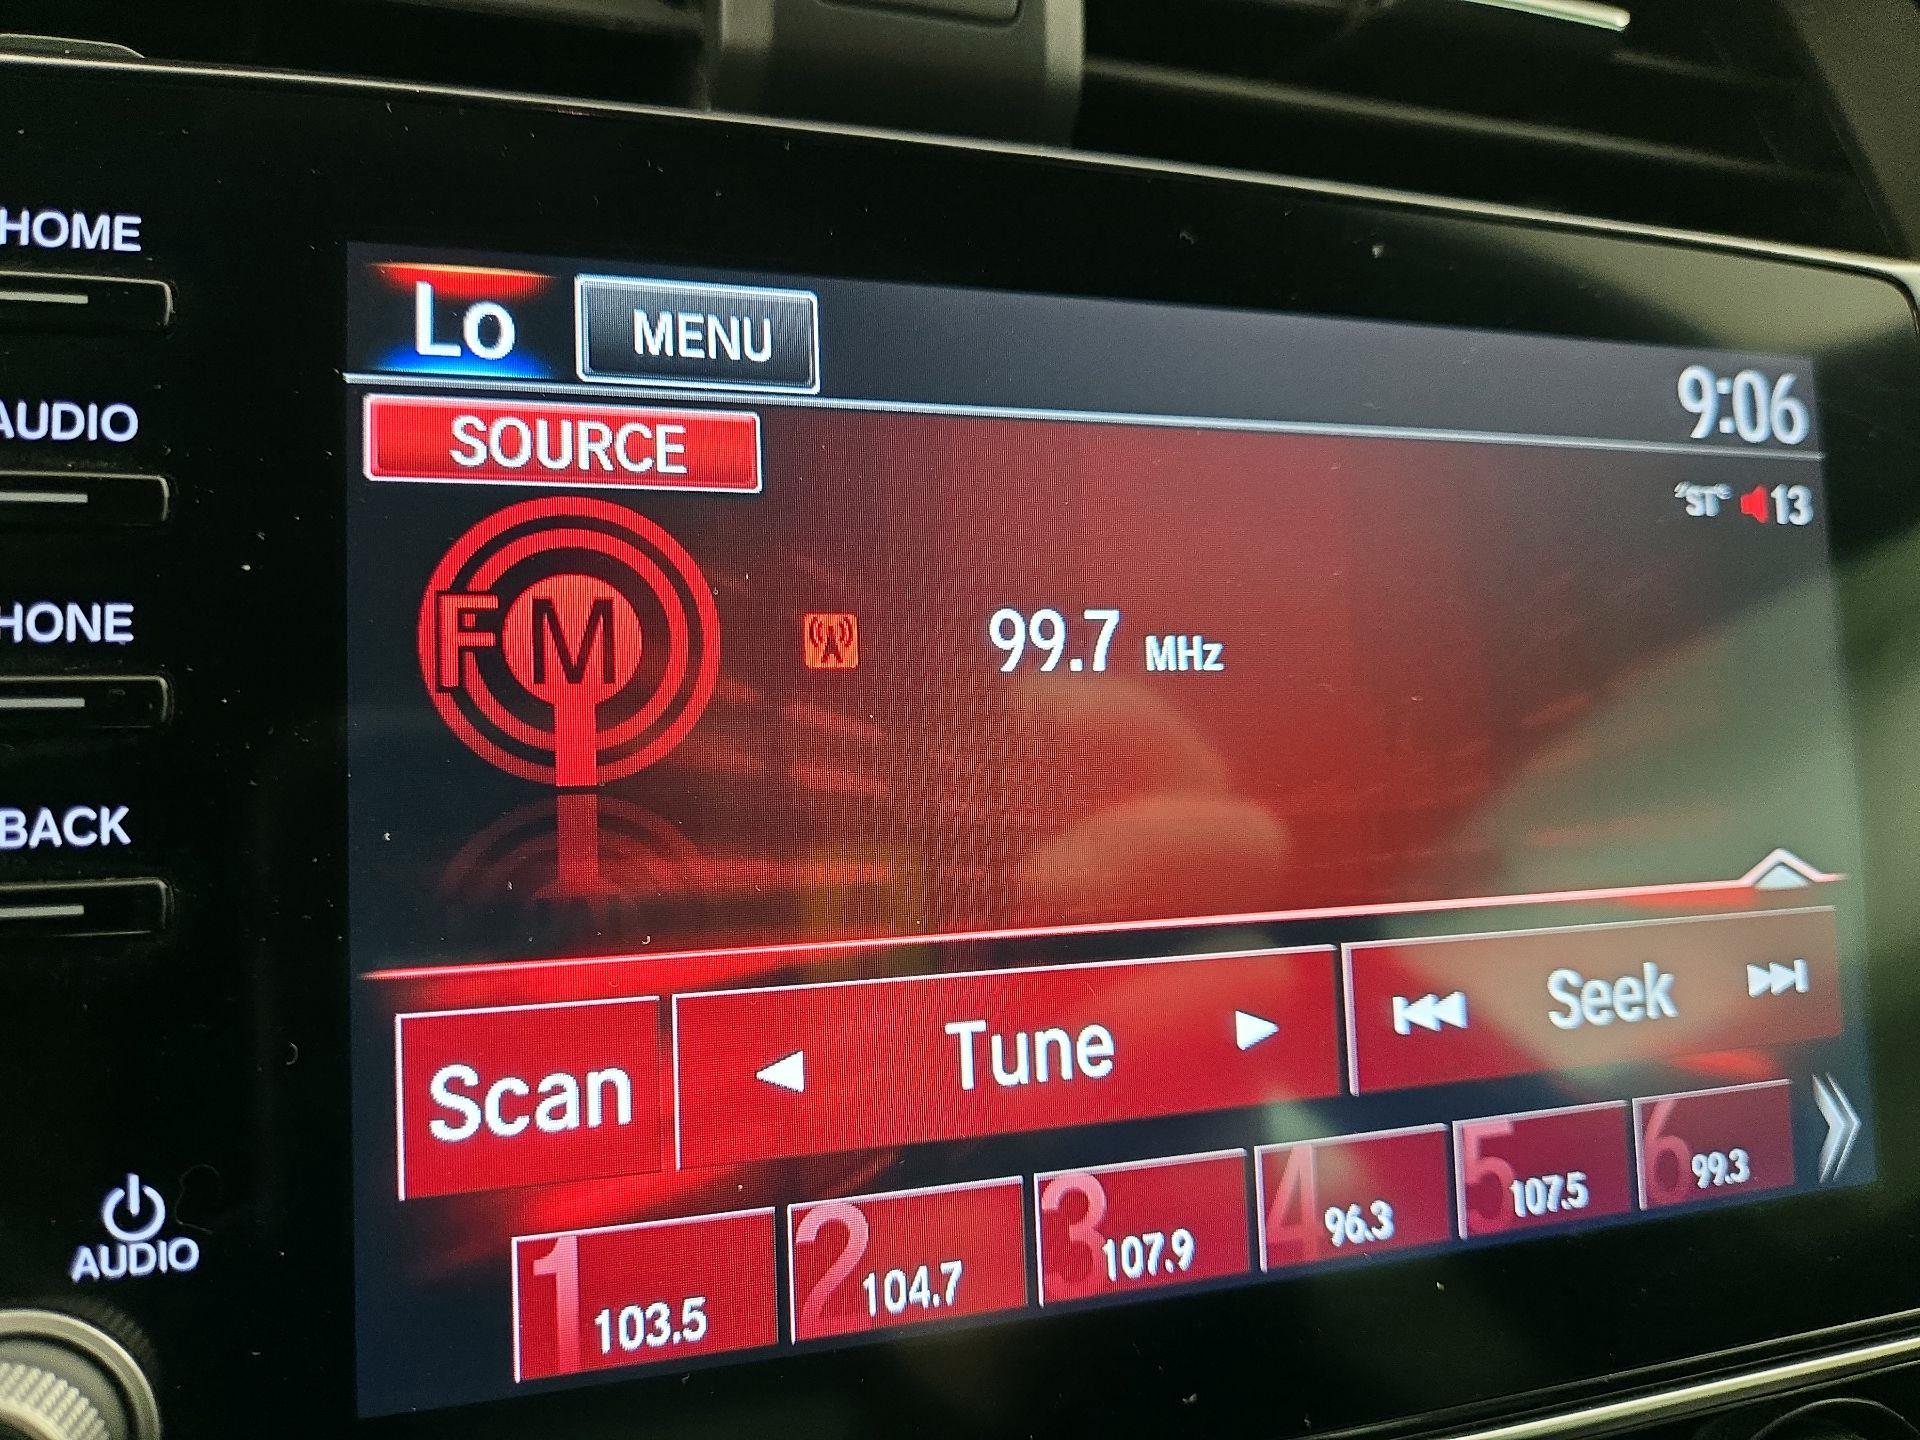 HOME
AUDIO
HONE
BACK
AUDIO
Lo MENU 9:06
SOURCE
ST 13
FM 99.7 MHz
Scan Tune Seek
1 103.5 2 104.7 3 107.9 4 96.3 5 107.5 6 99.3